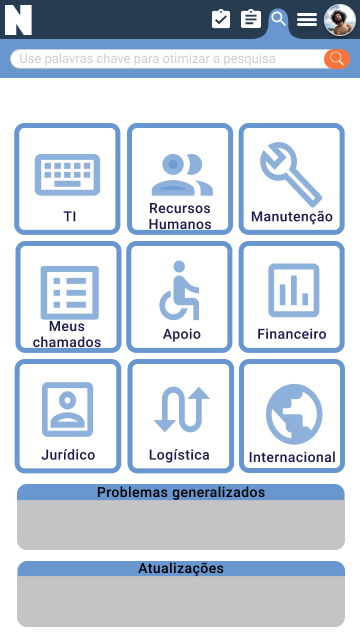 N
Use palavras chave para otimizar a pesquisa
TI
Recursos
Humanos
Manutenção
Meus
chamados
Apoio
Financeiro
Jurídico
Logística
Internacional
Problemas generalizados
Atualizações